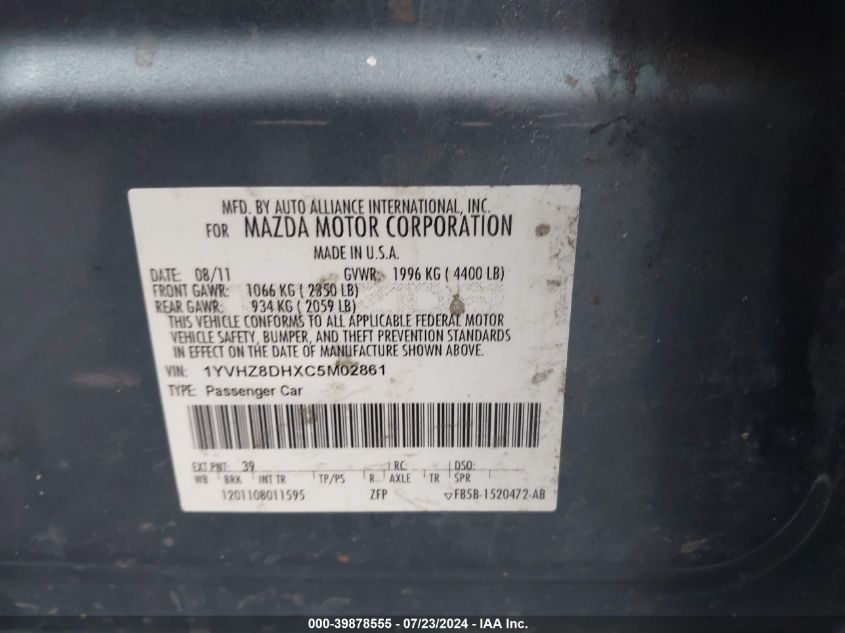 MFD. BY AUTO ALLIANCE INTERNATIONAL, INC.
FOR MAZDA MOTOR CORPORATION
MADE IN U.S.A.
DATE: 08/11 GVWR: 1996 KG ( 4400 LB)
FRONT GAWR: 1066 KG ( 2850 LB)
REAR GAWR: 934 KG ( 2059 LB)
THIS VEHICLE CONFORMS TO ALL APPLICABLE FEDERAL MOTOR
VEHICLE SAFETY, BUMPER, AND THEFT PREVENTION STANDARDS
IN EFFECT ON THE DATE OF MANUFACTURE SHOWN ABOVE.
VIN: 1YVHZ8DHXC5M02861
TYPE: Passenger Car
EXT PNT: 39 RC: DSO:
WB BRK INT TR TP/PS R. AXLE TR SPR
1201108011595 ZFP ▽FB5B-1520472-AB
000-39878555 - 07/23/2024 - IAA Inc.